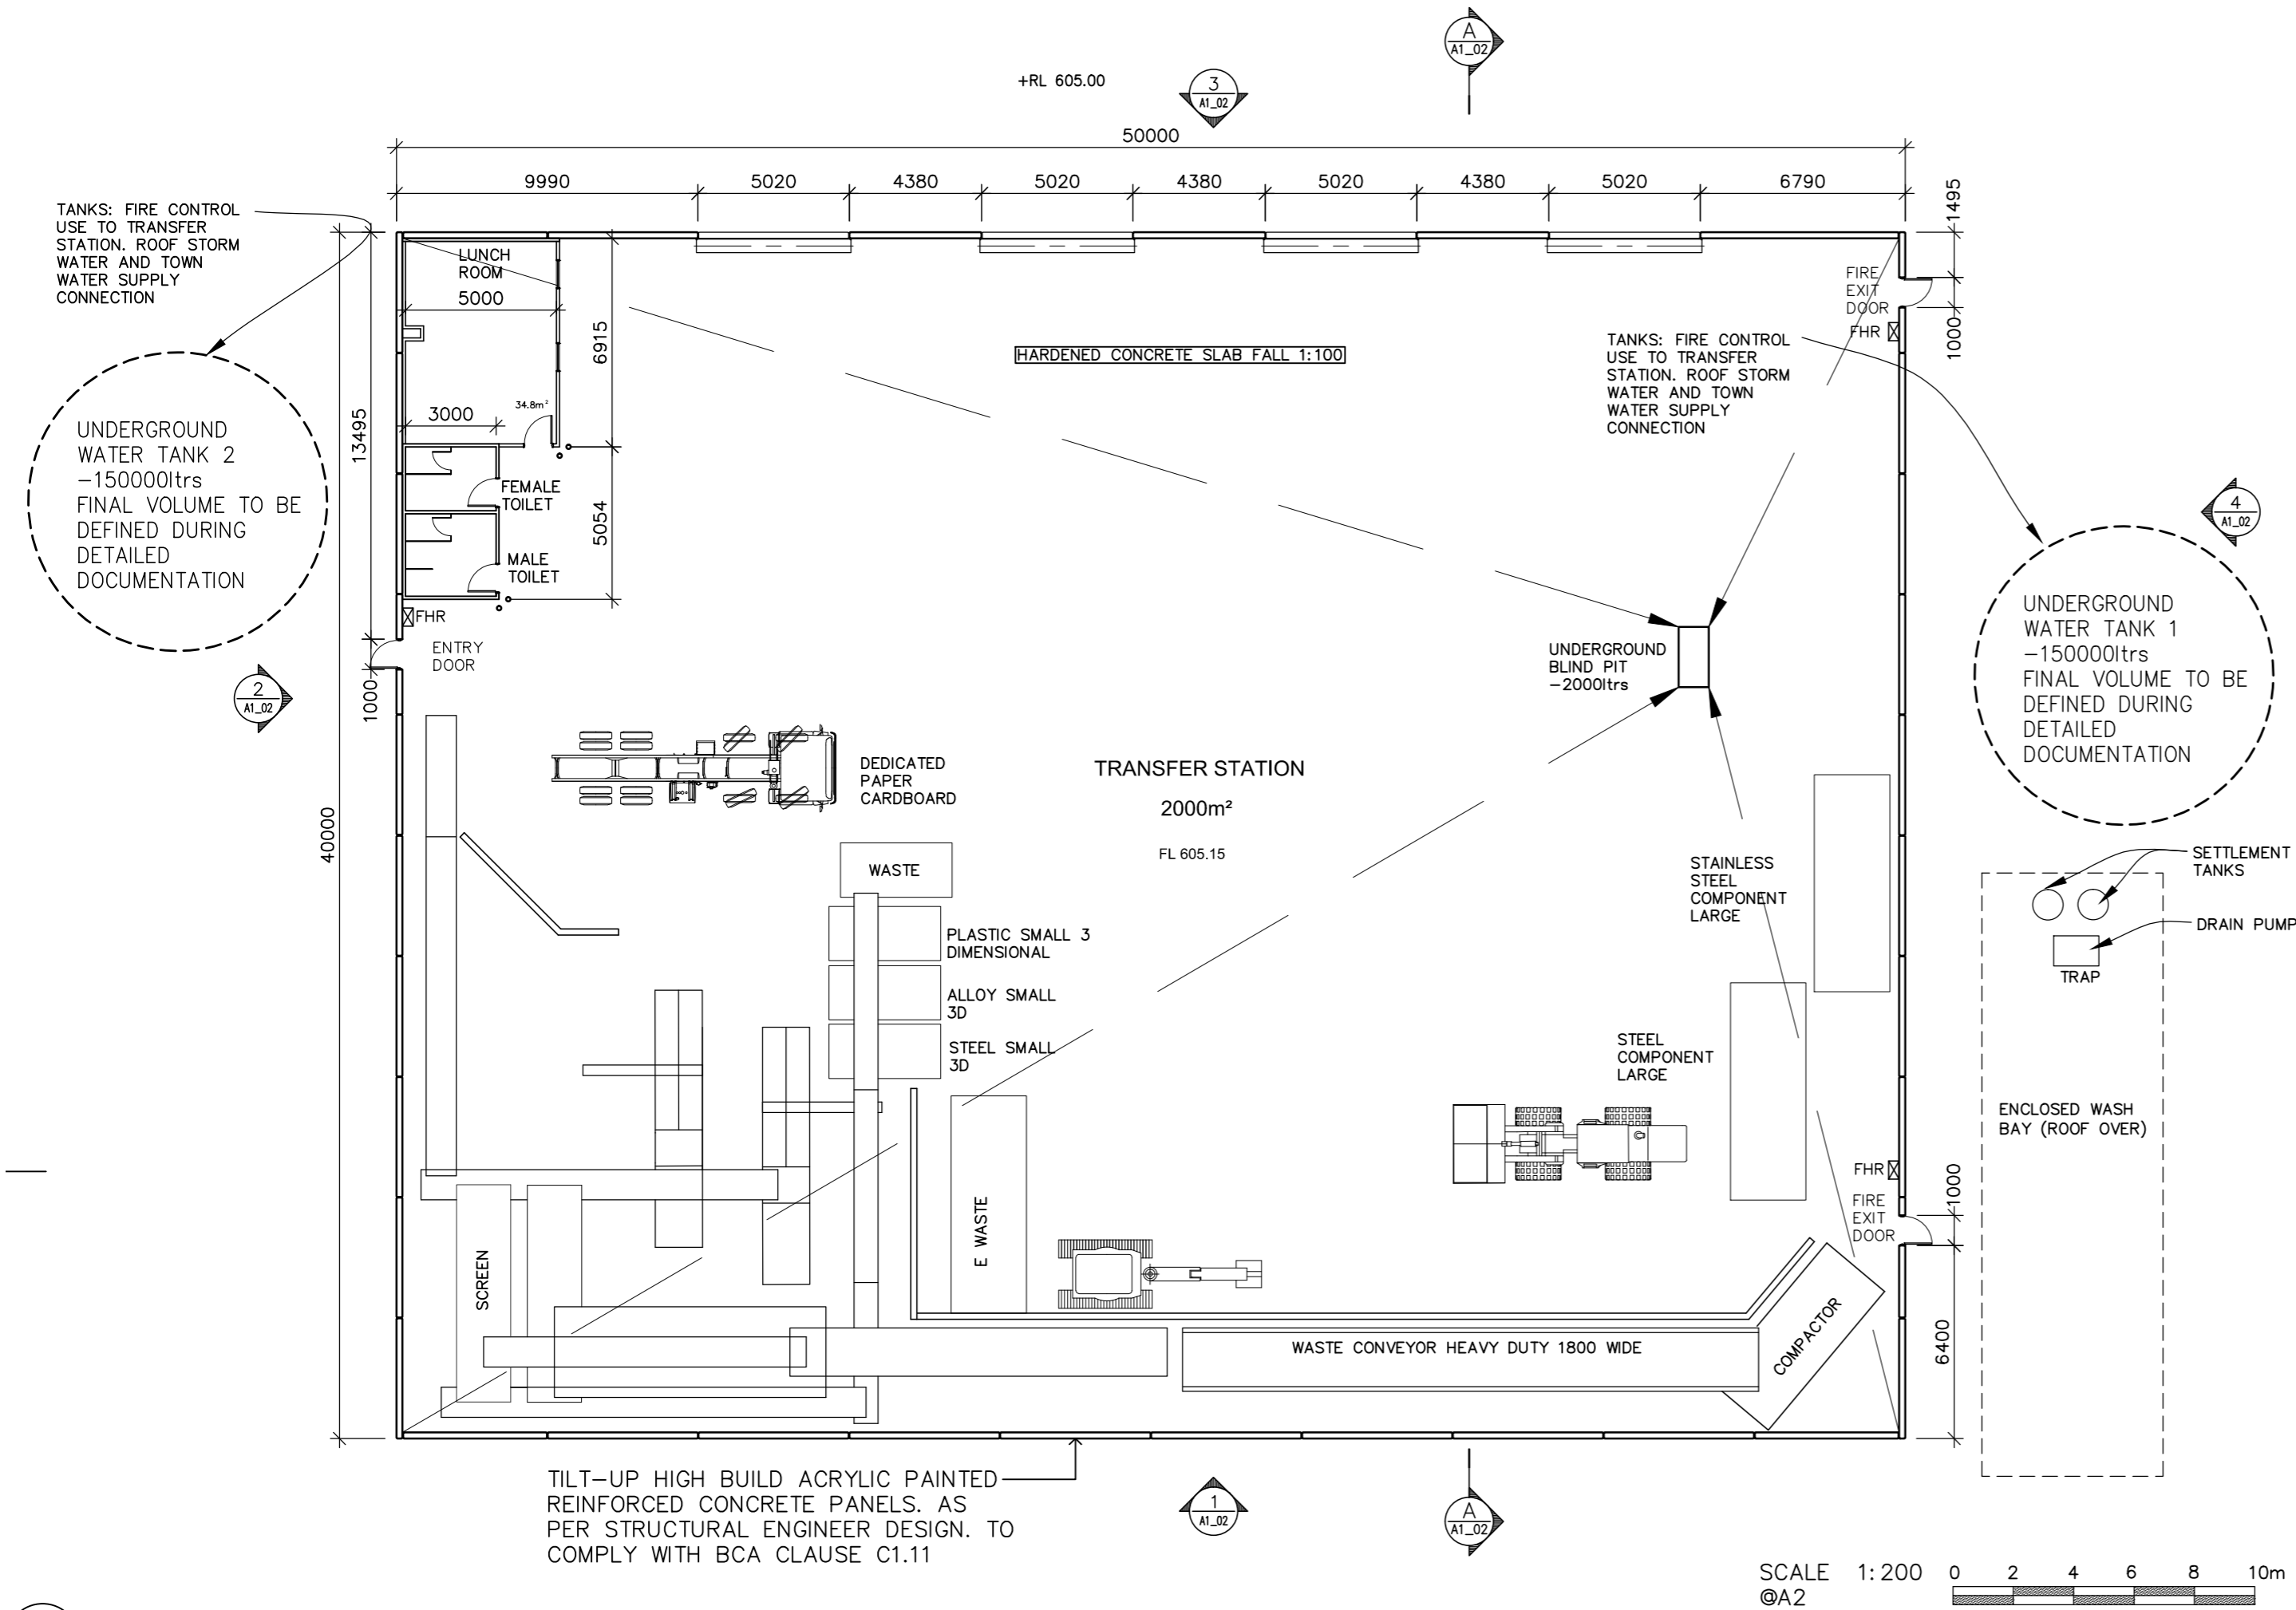 A
A1_02
+RL 605.00
3
A1_02
50000
9990
5020
4380
5020
4380
5020
4380
5020
6790
1495
TANKS: FIRE CONTROL
USE TO TRANSFER
STATION. ROOF STORM
WATER AND TOWN
WATER SUPPLY
CONNECTION
LUNCH
ROOM
5000
6915
34.8m²
3000
HARDENED CONCRETE SLAB FALL 1:100
FIRE
EXIT
DOOR
FHR
1000
TANKS: FIRE CONTROL
USE TO TRANSFER
STATION. ROOF STORM
WATER AND TOWN
WATER SUPPLY
CONNECTION
UNDERGROUND
WATER TANK 2
-150000ltrs
FINAL VOLUME TO BE
DEFINED DURING
DETAILED
DOCUMENTATION
13495
FEMALE
TOILET
5054
MALE
TOILET
FHR
ENTRY
DOOR
1000
2
A1_02
4
A1_02
UNDERGROUND
WATER TANK 1
-150000ltrs
FINAL VOLUME TO BE
DEFINED DURING
DETAILED
DOCUMENTATION
UNDERGROUND
BLIND PIT
-2000ltrs
40000
DEDICATED
PAPER
CARDBOARD
TRANSFER STATION
2000m²
FL 605.15
WASTE
PLASTIC SMALL 3
DIMENSIONAL
ALLOY SMALL
3D
STEEL SMALL
3D
STAINLESS
STEEL
COMPONENT
LARGE
STEEL
COMPONENT
LARGE
SETTLEMENT
TANKS
DRAIN PUMP
TRAP
ENCLOSED WASH
BAY (ROOF OVER)
FHR
FIRE
EXIT
DOOR
1000
6400
SCREEN
E WASTE
WASTE CONVEYOR HEAVY DUTY 1800 WIDE
COMPACTOR
TILT-UP HIGH BUILD ACRYLIC PAINTED
REINFORCED CONCRETE PANELS. AS
PER STRUCTURAL ENGINEER DESIGN. TO
COMPLY WITH BCA CLAUSE C1.11
1
A1_02
A
A1_02
SCALE 1:200
@A2
0 2 4 6 8 10m